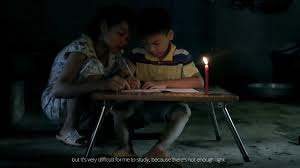 but it's very difficult for me to study, because there's not enough light.